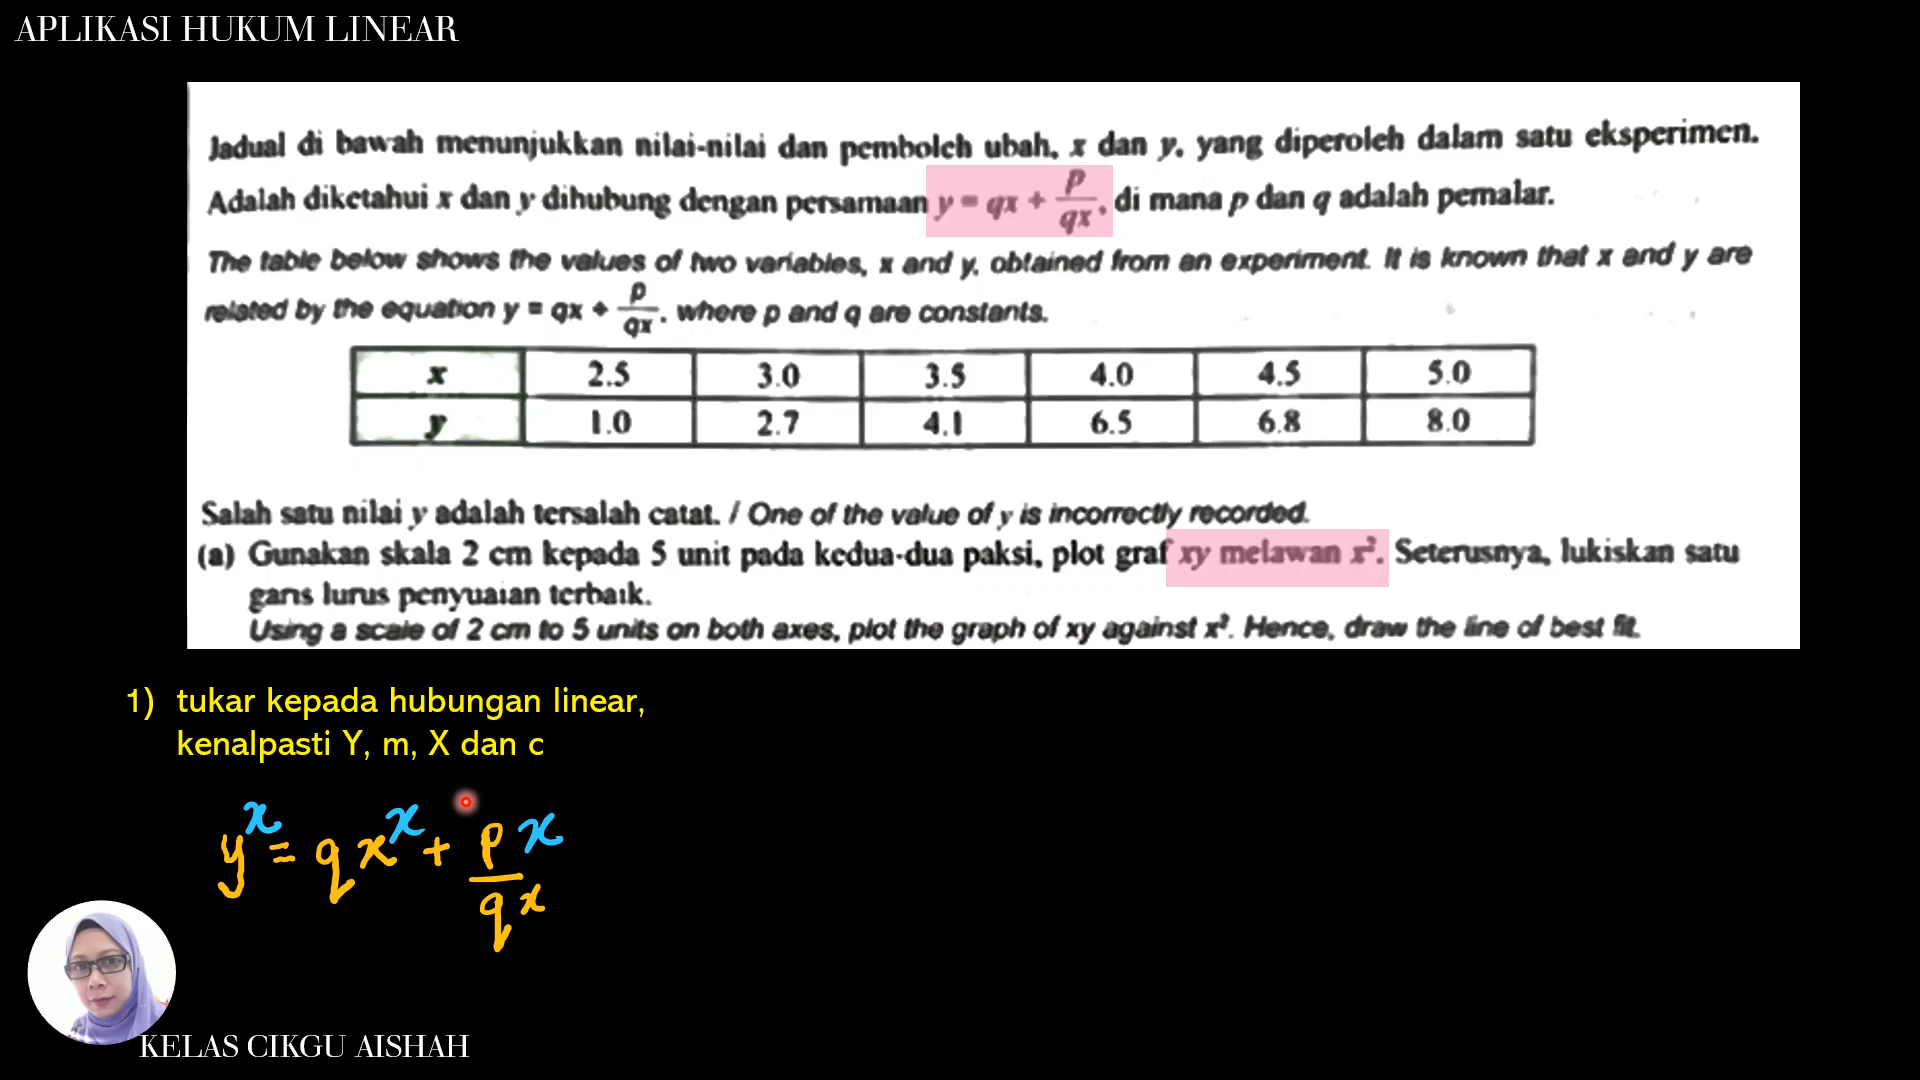 APLIKASI HUKUM LINEAR
Jadual di bawah menunjukkan nilai-nilai dan pemboleh ubah, x dan y, yang diperoleh dalam satu eksperimen.
Adalah diketahui x dan y dihubung dengan persamaan y = qx + p/qx, di mana p dan q adalah pemalar.
The table below shows the values of two variables, x and y, obtained from an experiment. It is known that x and y are
related by the equation y = qx + p/qx, where p and q are constants.
x 2.5 3.0 3.5 4.0 4.5 5.0
y 1.0 2.7 4.1 6.5 6.8 8.0
Salah satu nilai y adalah tersalah catat. / One of the value of y is incorrectly recorded.
(a) Gunakan skala 2 cm kepada 5 unit pada kedua-dua paksi, plot graf xy melawan x². Seterusnya, lukiskan satu
garis lurus penyuaian terbaik.
Using a scale of 2 cm to 5 units on both axes, plot the graph of xy against x². Hence, draw the line of best fit.
1) tukar kepada hubungan linear,
kenalpasti Y, m, X dan c
y x = q x x + p x / q x
KELAS CIKGU AISHAH